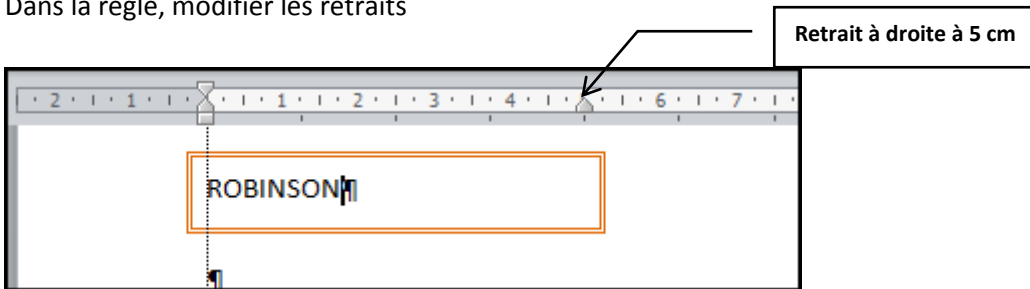 Dans la règle, modifier les retraits
Retrait à droite à 5 cm
· 2 · ı · 1 · ı · · ı · 1 · ı · 2 · ı · 3 · ı · 4 · ı · · ı · 6 · ı · 7 · ı ·
ROBINSON¶
¶